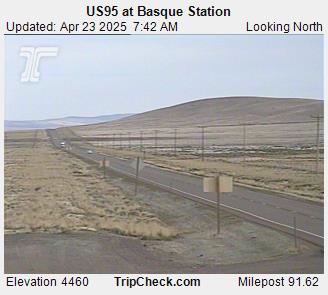 US95 at Basque Station
Updated: Apr 23 2025 7:42 AM Looking North
Elevation 4460 TripCheck.com Milepost 91.62